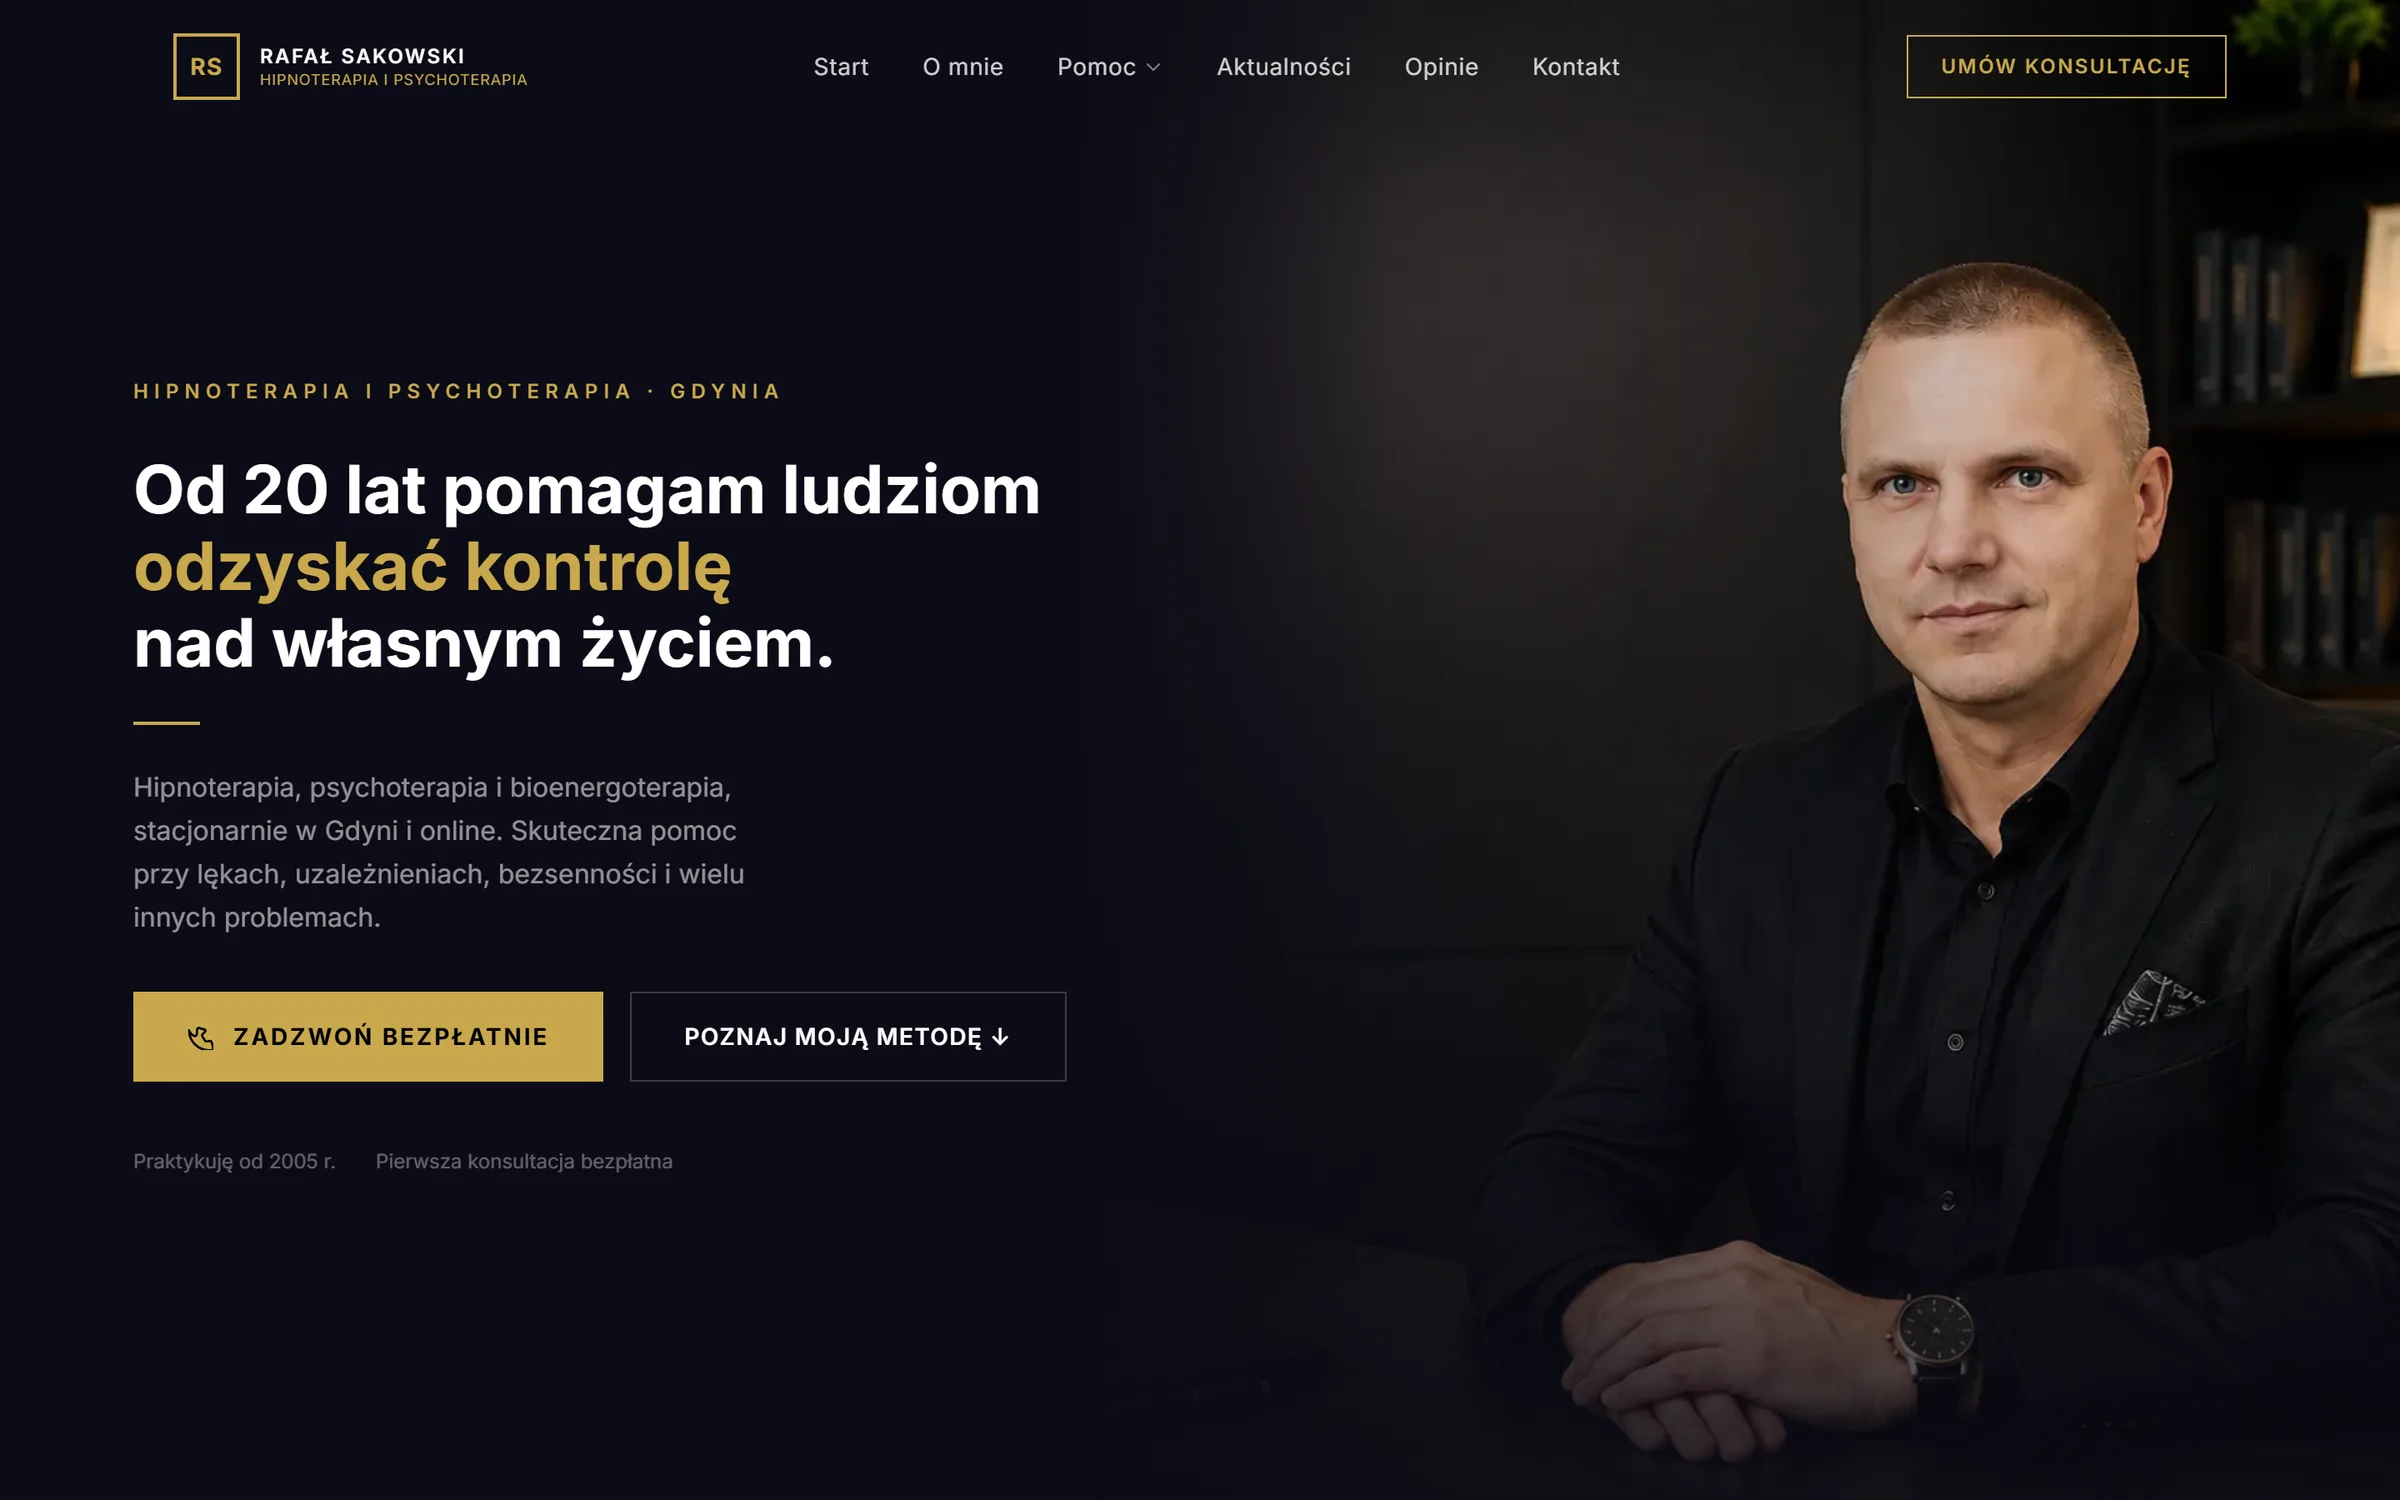 RS
RAFAŁ SAKOWSKI
HIPNOTERAPIA I PSYCHOTERAPIA
Start
O mnie
Pomoc
Aktualności
Opinie
Kontakt
UMÓW KONSULTACJĘ
HIPNOTERAPIA I PSYCHOTERAPIA · GDYNIA
Od 20 lat pomagam ludziom
odzyskać kontrolę
nad własnym życiem.
Hipnoterapia, psychoterapia i bioenergoterapia,
stacjonarnie w Gdyni i online. Skuteczna pomoc
przy lękach, uzależnieniach, bezsenności i wielu
innych problemach.
ZADZWOŃ BEZPŁATNIE
POZNAJ MOJĄ METODĘ ↓
Praktykuję od 2005 r.
Pierwsza konsultacja bezpłatna